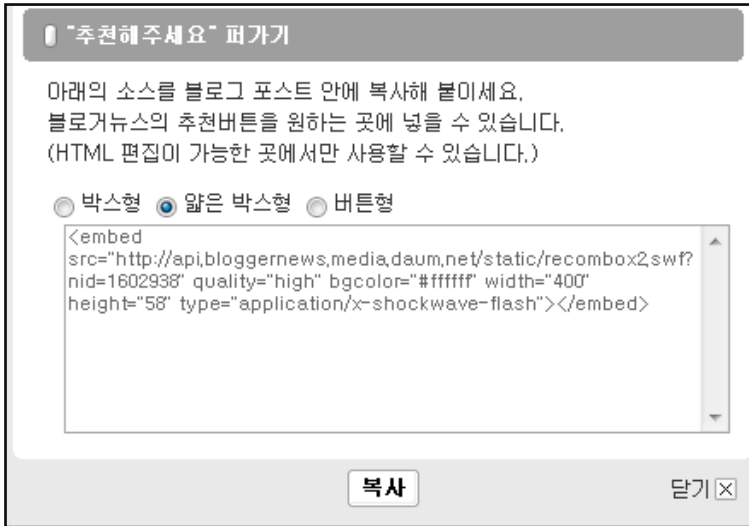 "추천해주세요" 퍼가기
아래의 소스를 블로그 포스트 안에 복사해 붙이세요.
블로거뉴스의 추천버튼을 원하는 곳에 넣을 수 있습니다.
(HTML 편집이 가능한 곳에서만 사용할 수 있습니다.)
박스형 얇은 박스형 버튼형
<embed
src="http://api.bloggernews.media.daum.net/static/recombox2.swf?
nid=1602938" quality="high" bgcolor="#ffffff" width="400"
height="58" type="application/x-shockwave-flash"></embed>
복사
닫기